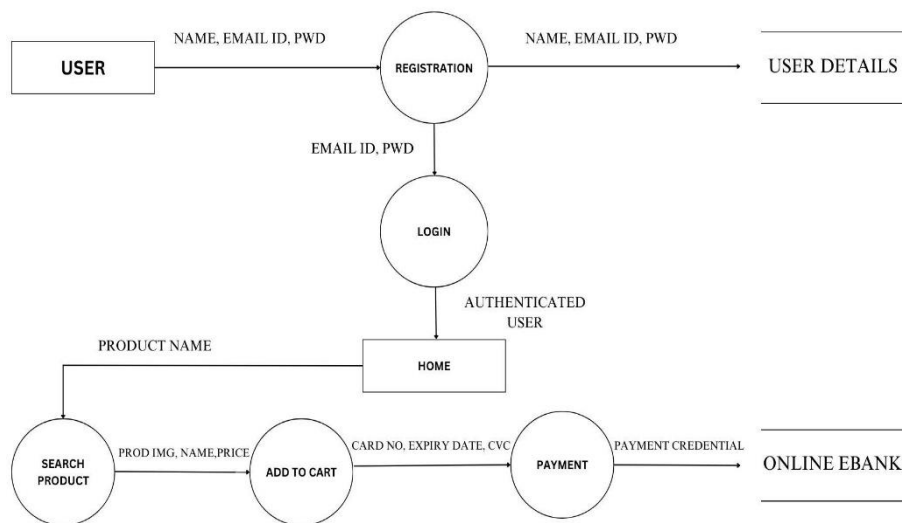 NAME, EMAIL ID, PWD
NAME, EMAIL ID, PWD
USER
REGISTRATION
USER DETAILS
EMAIL ID, PWD
LOGIN
AUTHENTICATED
USER
PRODUCT NAME
HOME
PROD IMG, NAME,PRICE
CARD NO, EXPIRY DATE, CVC
PAYMENT CREDENTIAL
SEARCH
PRODUCT
ADD TO CART
PAYMENT
ONLINE EBANK